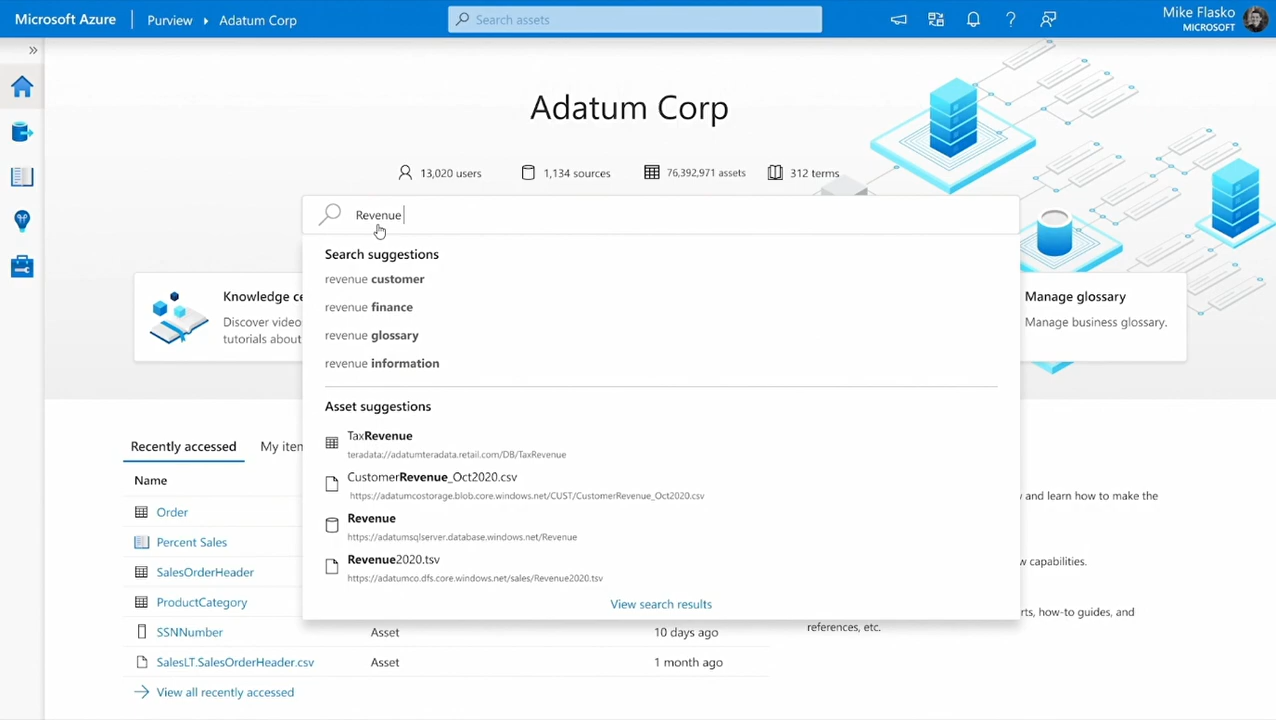 Microsoft Azure
Purview
Adatum Corp
Search assets
Mike Flasko
MICROSOFT
Adatum Corp
13,020 users
1,134 sources
76,392,971 assets
312 terms
Revenue
Search suggestions
revenue customer
revenue finance
revenue glossary
revenue information
Asset suggestions
TaxRevenue
teradata://adatumteradata.retail.com/DB/TaxRevenue
CustomerRevenue_Oct2020.csv
https://adatumcostorage.blob.core.windows.net/CUST/CustomerRevenue_Oct2020.csv
Revenue
https://adatumsqlserver.database.windows.net/Revenue
Revenue2020.tsv
https://adatumco.dfs.core.windows.net/sales/Revenue2020.tsv
View search results
Knowledge ce
Discover video
tutorials about
Manage glossary
Manage business glossary.
Recently accessed
My iten
Name
Order
Percent Sales
SalesOrderHeader
ProductCategory
SSNNumber
Asset
10 days ago
SalesLT.SalesOrderHeader.csv
Asset
1 month ago
View all recently accessed
and learn how to make the
capabilities.
how-to guides, and
references, etc.